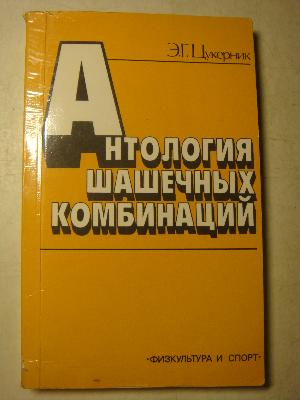 Э.Г. Цукерник
Антология
шашечных
комбинаций
·ФИЗКУЛЬТУРА И СПОРТ·